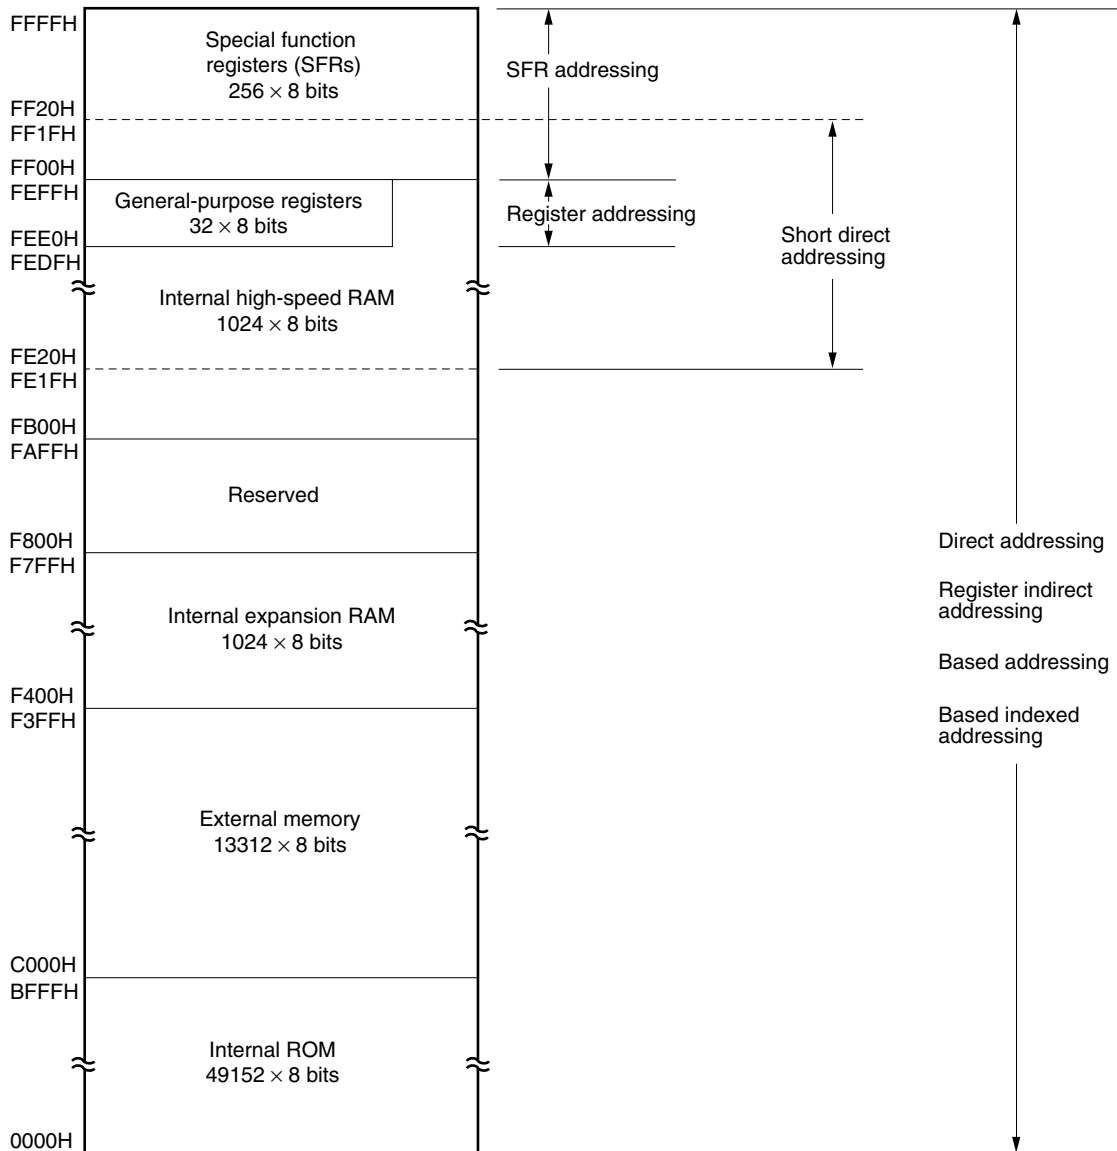 FFFFH
Special function
registers (SFRs)
256 × 8 bits
SFR addressing
FF20H
FF1FH
FF00H
FEFFH
General-purpose registers
32 × 8 bits
Register addressing
Short direct
addressing
FEE0H
FEDFH
Internal high-speed RAM
1024 × 8 bits
FE20H
FE1FH
FB00H
FAFFH
Reserved
F800H
F7FFH
Direct addressing
Register indirect
addressing
Based addressing
Based indexed
addressing
Internal expansion RAM
1024 × 8 bits
F400H
F3FFH
External memory
13312 × 8 bits
C000H
BFFFH
Internal ROM
49152 × 8 bits
0000H